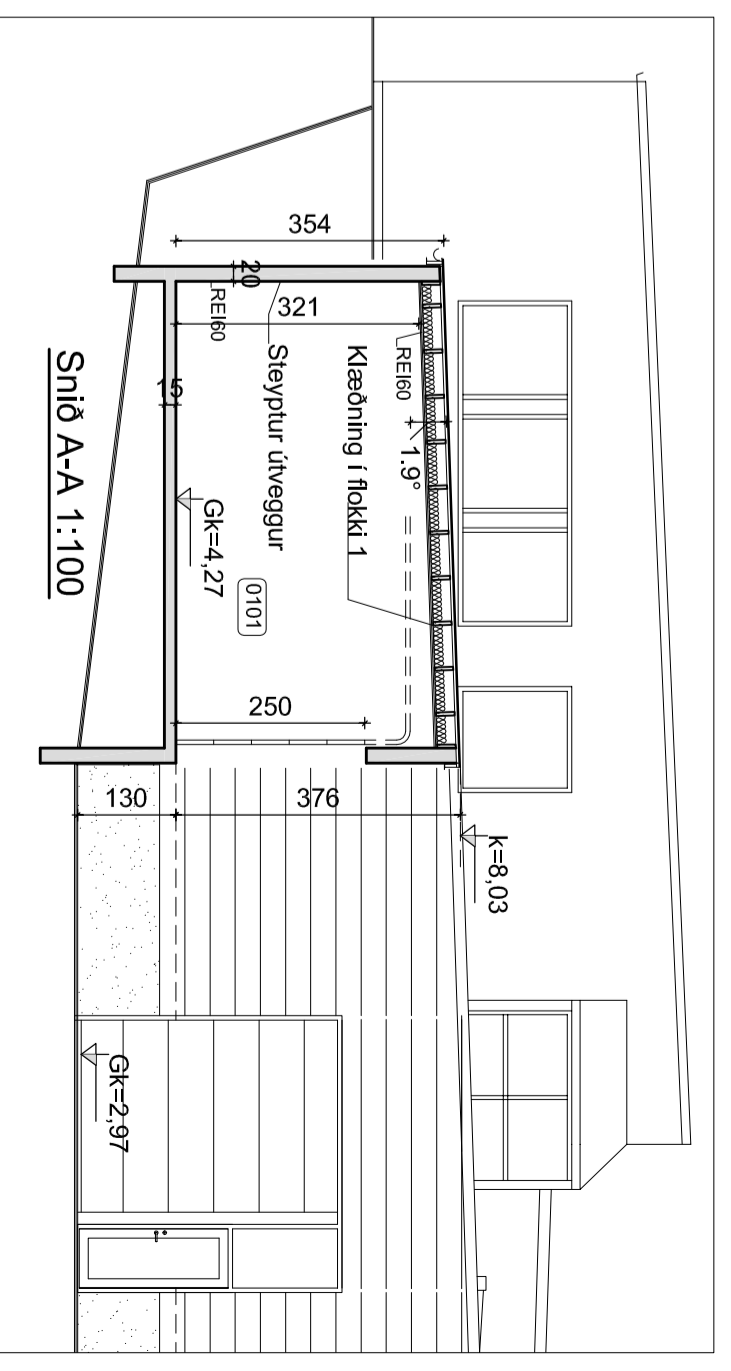 354
20
REI60
321
REI60
Steyptur útveggur
Klæðning í flokki 1
1.9°
15
Gk=4,27
0101
250
130
376
k=8,03
Gk=2,97
Snið A-A 1:100